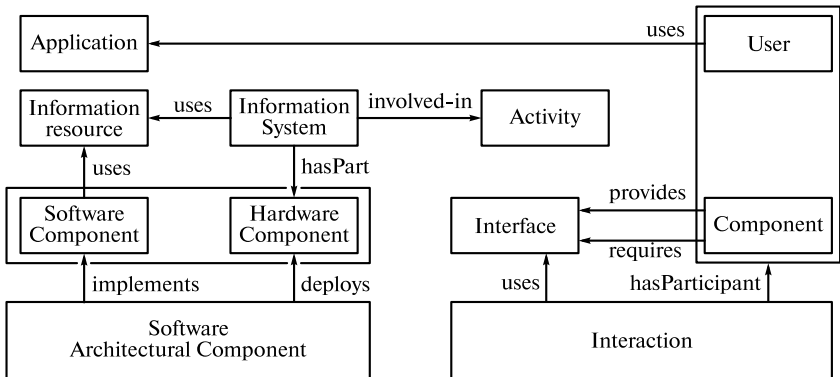 uses
Application
User
Information
resource
uses
Information
System
involved-in
Activity
uses
hasPart
provides
Software
Component
Hardware
Component
Interface
Component
requires
implements
deploys
uses
hasParticipant
Software
Architectural Component
Interaction